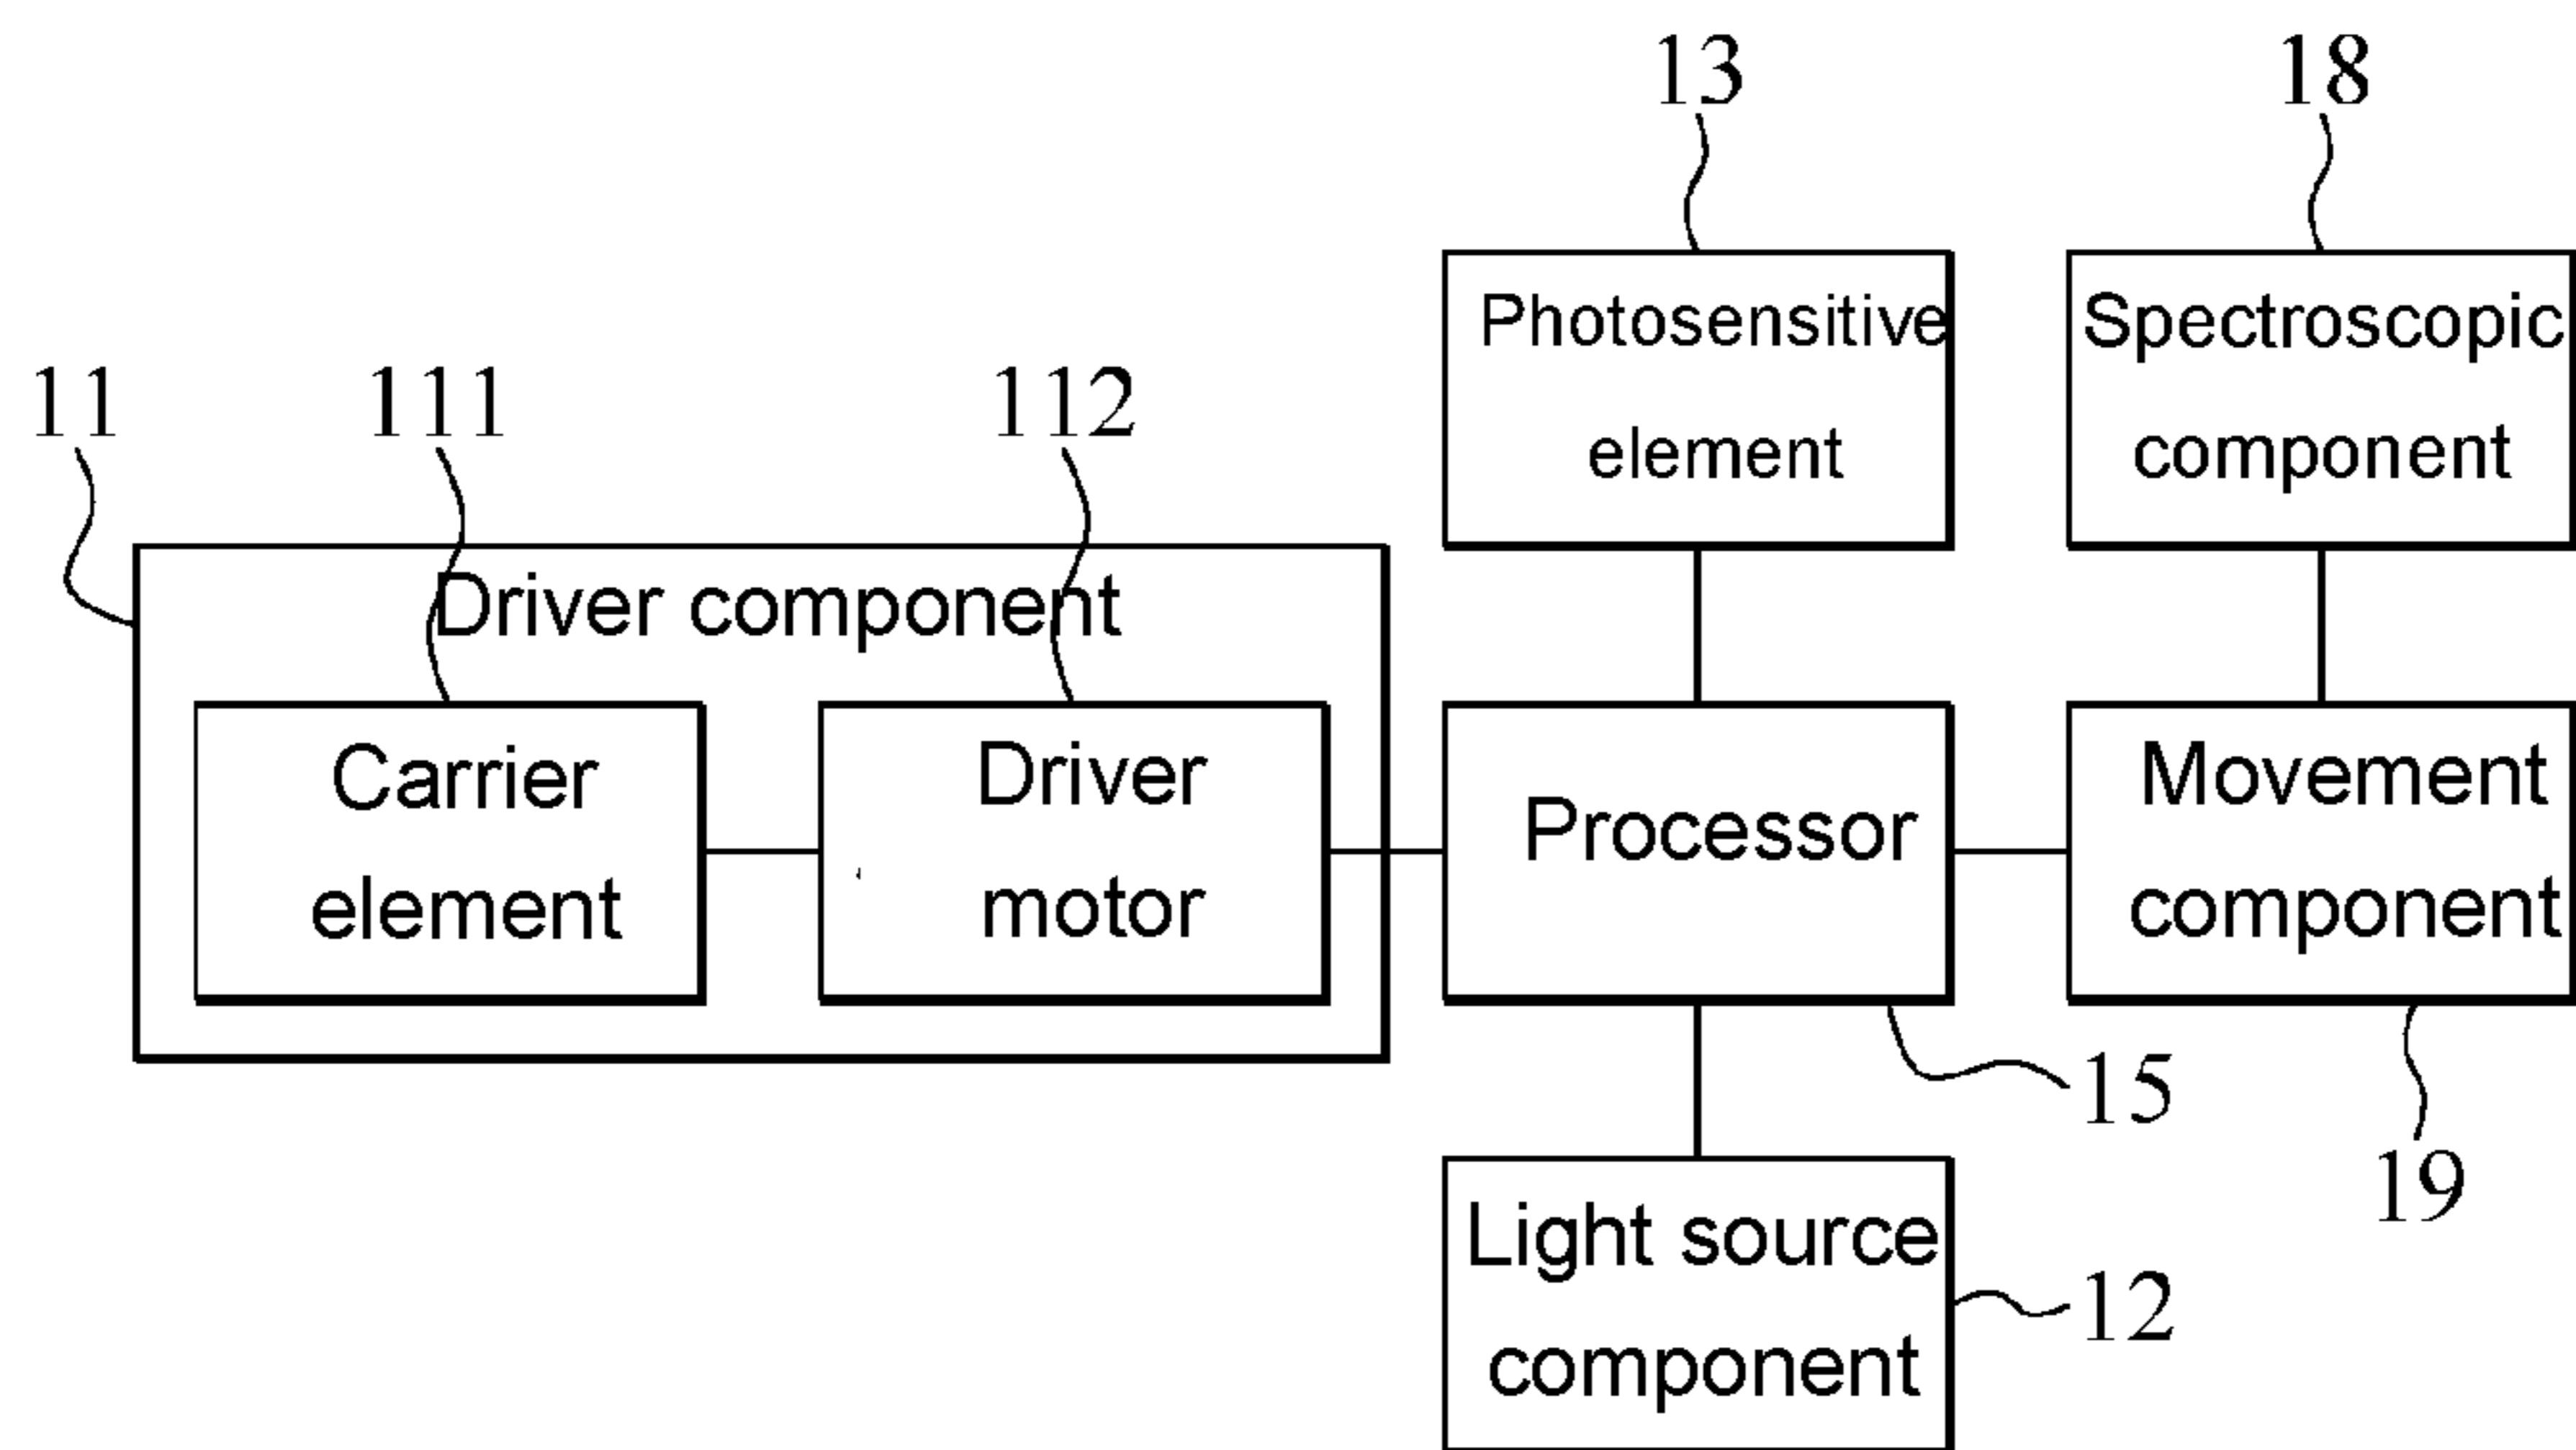 13
18
Photosensitive
element
Spectroscopic
component
11
111
112
Driver component
Carrier
element
Driver
motor
Processor
Movement
component
15
19
Light source
component
12